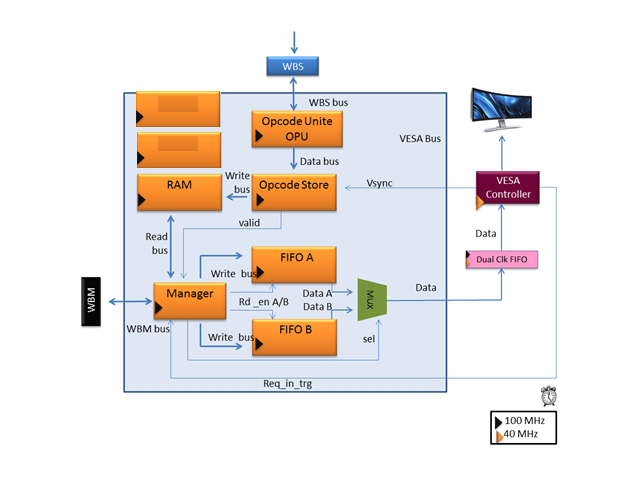 WBS
WBS bus
Opcode Unite
OPU
VESA Bus
Data bus
RAM
Write
bus
Opcode Store
Vsync
VESA
Controller
valid
Read
bus
Data
FIFO A
Dual Clk FIFO
Write bus
WBM
Manager
Rd _en A/B
Data A
Data B
MUX
Data
WBM bus
FIFO B
Write bus
sel
Req_in_trg
100 MHz
40 MHz